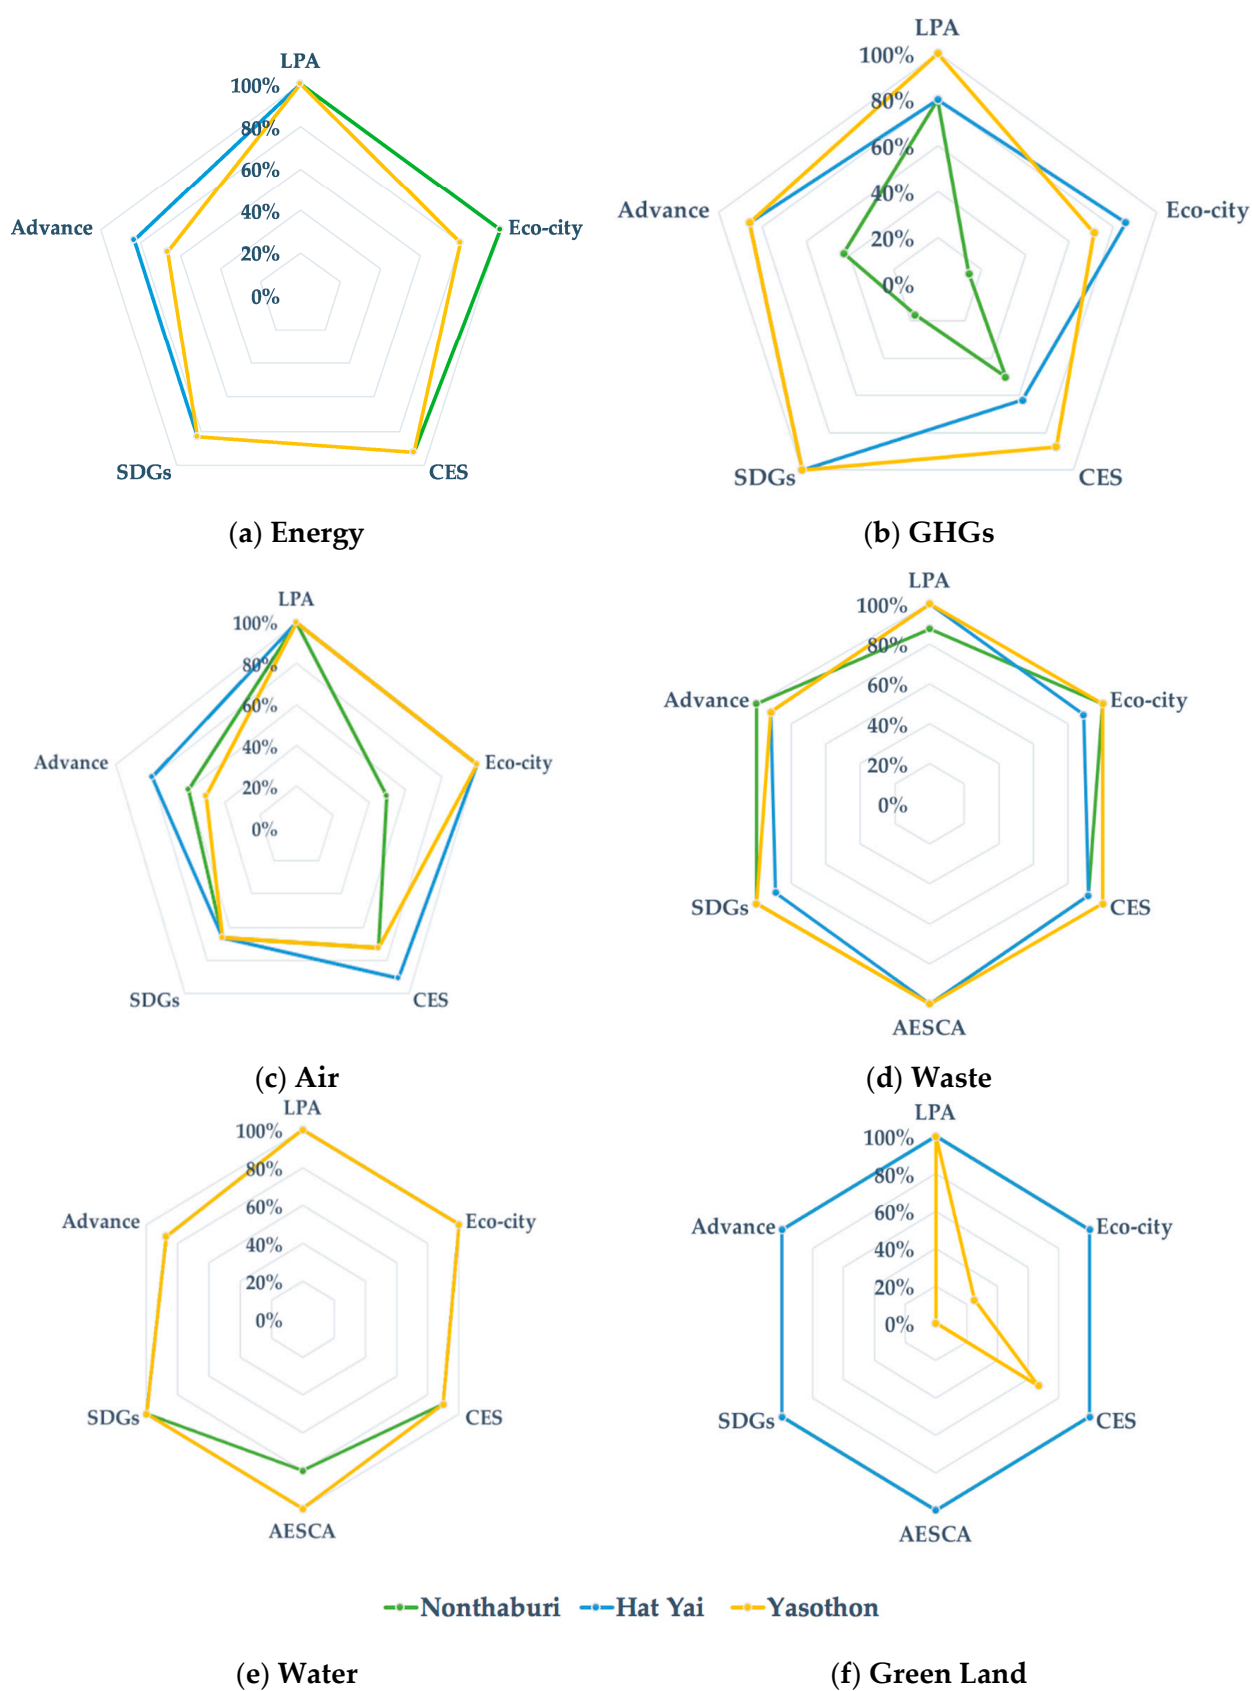 LPA
100%
80%
60%
40%
20%
0%
Advance
Eco-city
SDGs
CES
(a) Energy
LPA
100%
80%
60%
40%
20%
0%
Advance
Eco-city
SDGs
CES
(b) GHGs
LPA
100%
80%
60%
40%
20%
0%
Advance
Eco-city
SDGs
CES
(c) Air
LPA
100%
80%
60%
40%
20%
0%
Advance
Eco-city
SDGs
CES
AESCA
(d) Waste
LPA
100%
80%
60%
40%
20%
0%
Advance
Eco-city
SDGs
CES
AESCA
LPA
100%
80%
60%
40%
20%
0%
Advance
Eco-city
SDGs
CES
AESCA
Nonthaburi Hat Yai Yasothon
(e) Water
(f) Green Land